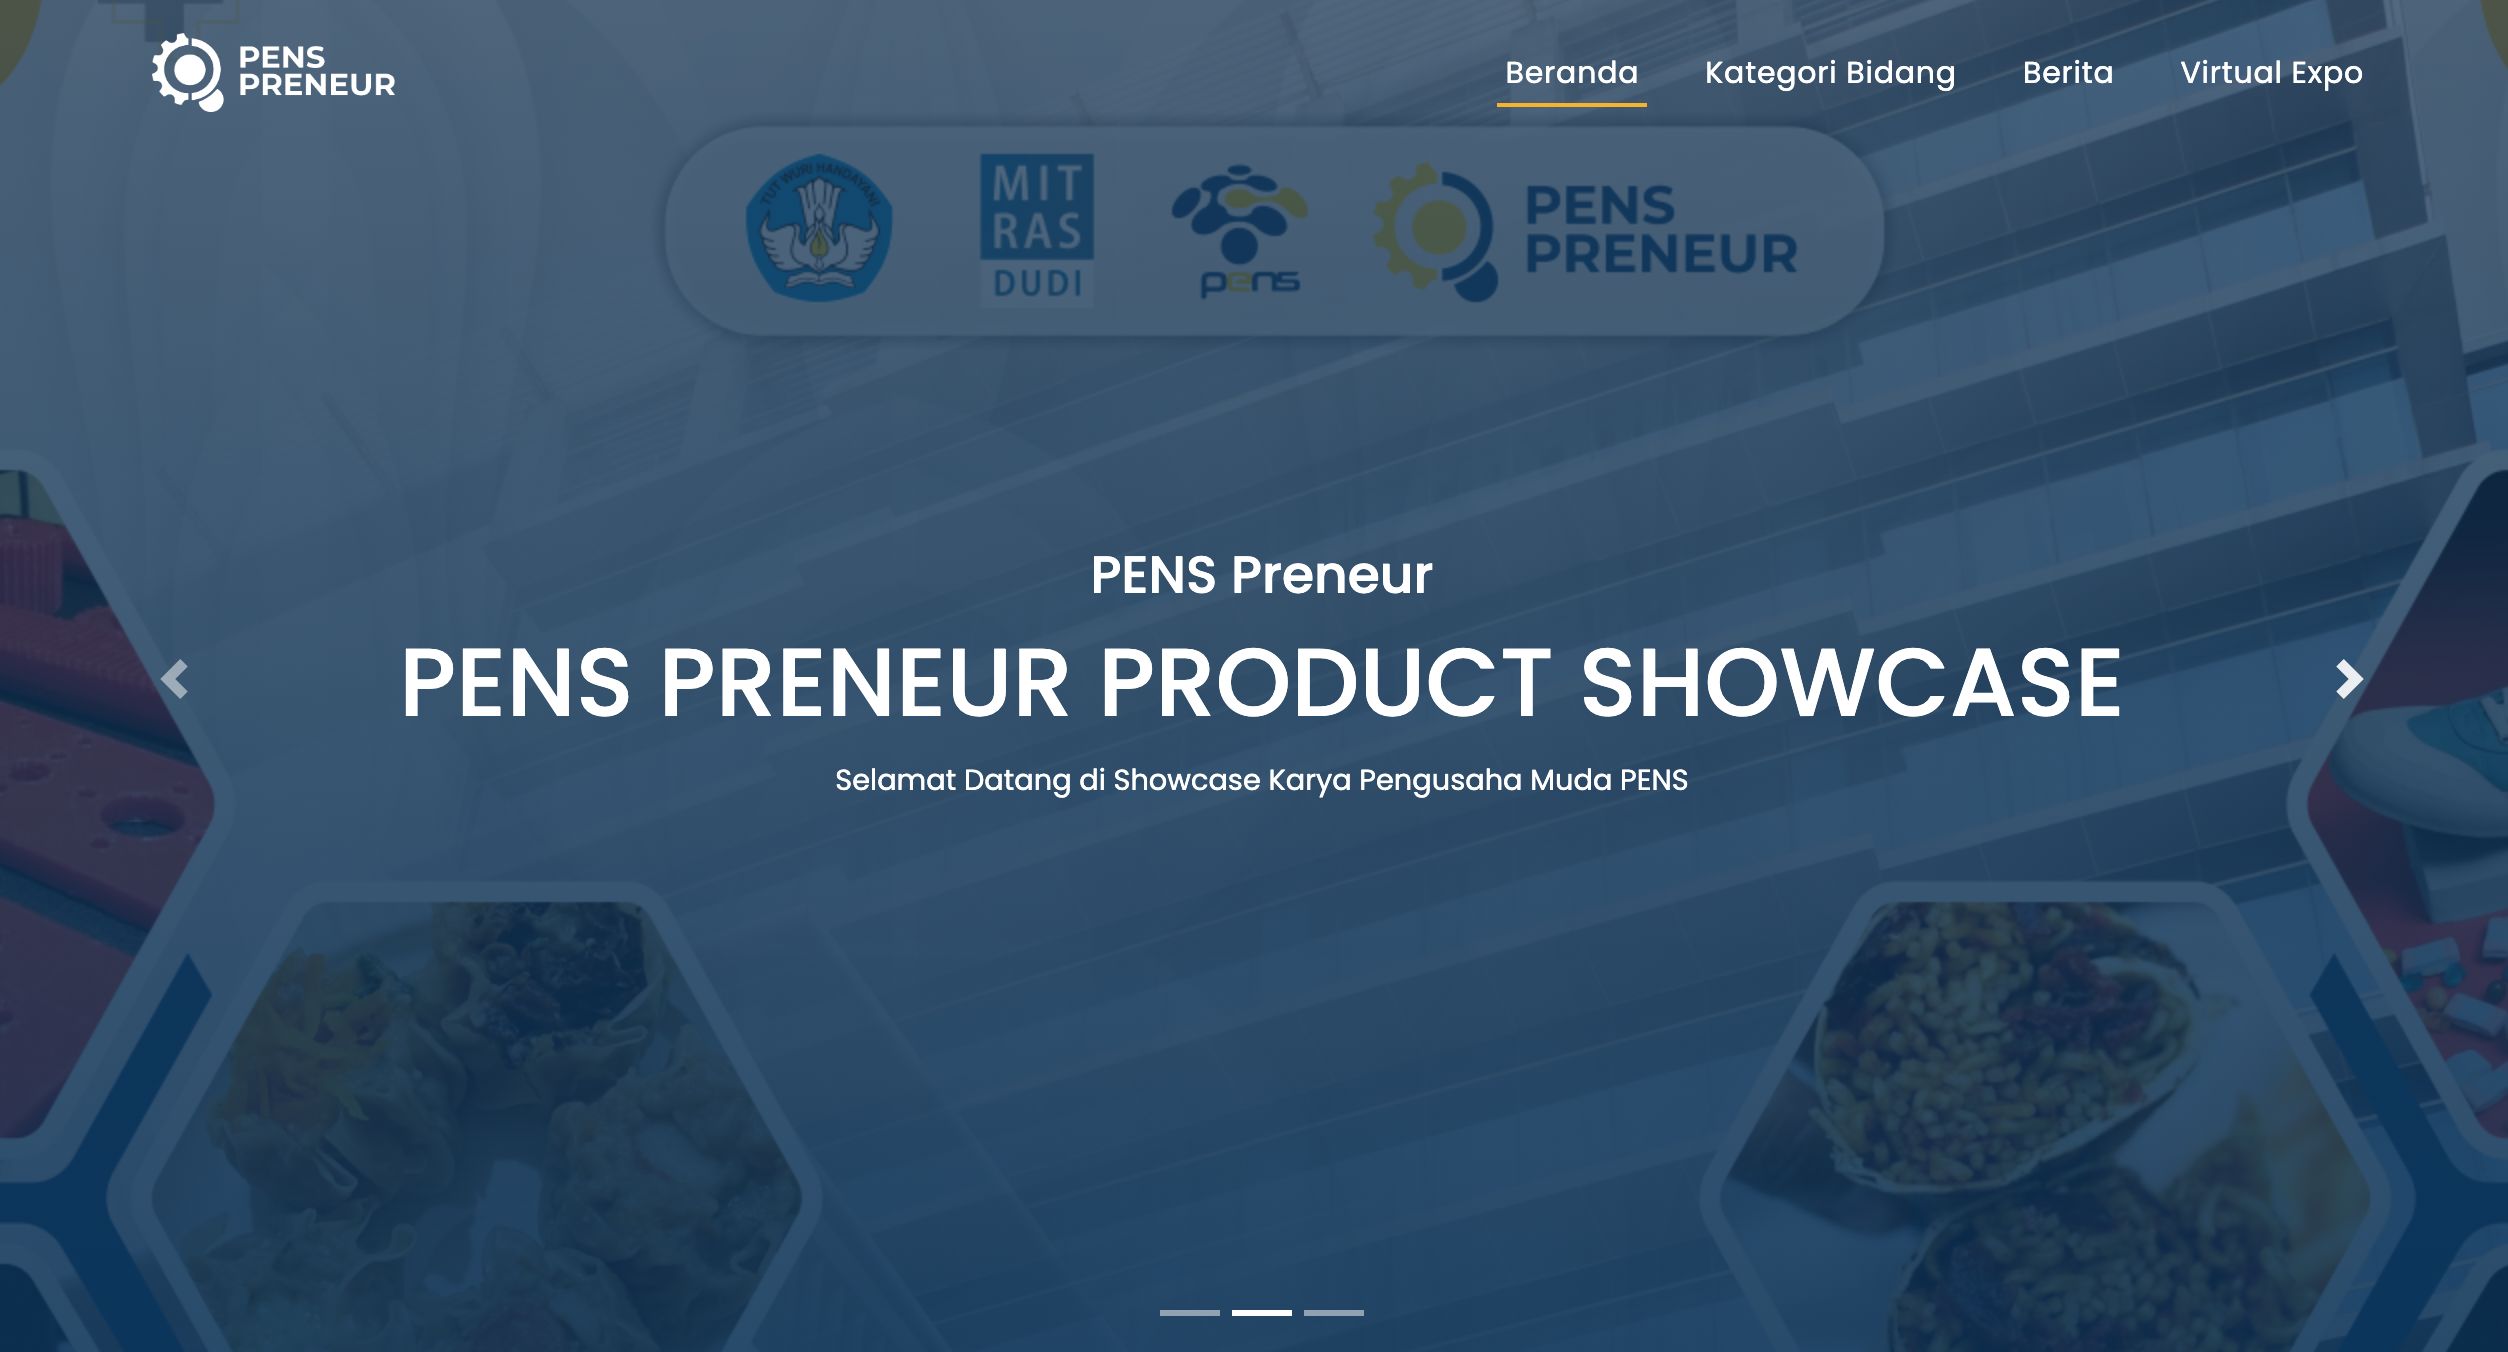 PENS
PRENEUR
Beranda
Kategori Bidang
Berita
Virtual Expo
TUT WURI HANDAYANI
MIT
RAS
DUDI
pens
PENS
PRENEUR
PENS Preneur
PENS PRENEUR PRODUCT SHOWCASE
Selamat Datang di Showcase Karya Pengusaha Muda PENS